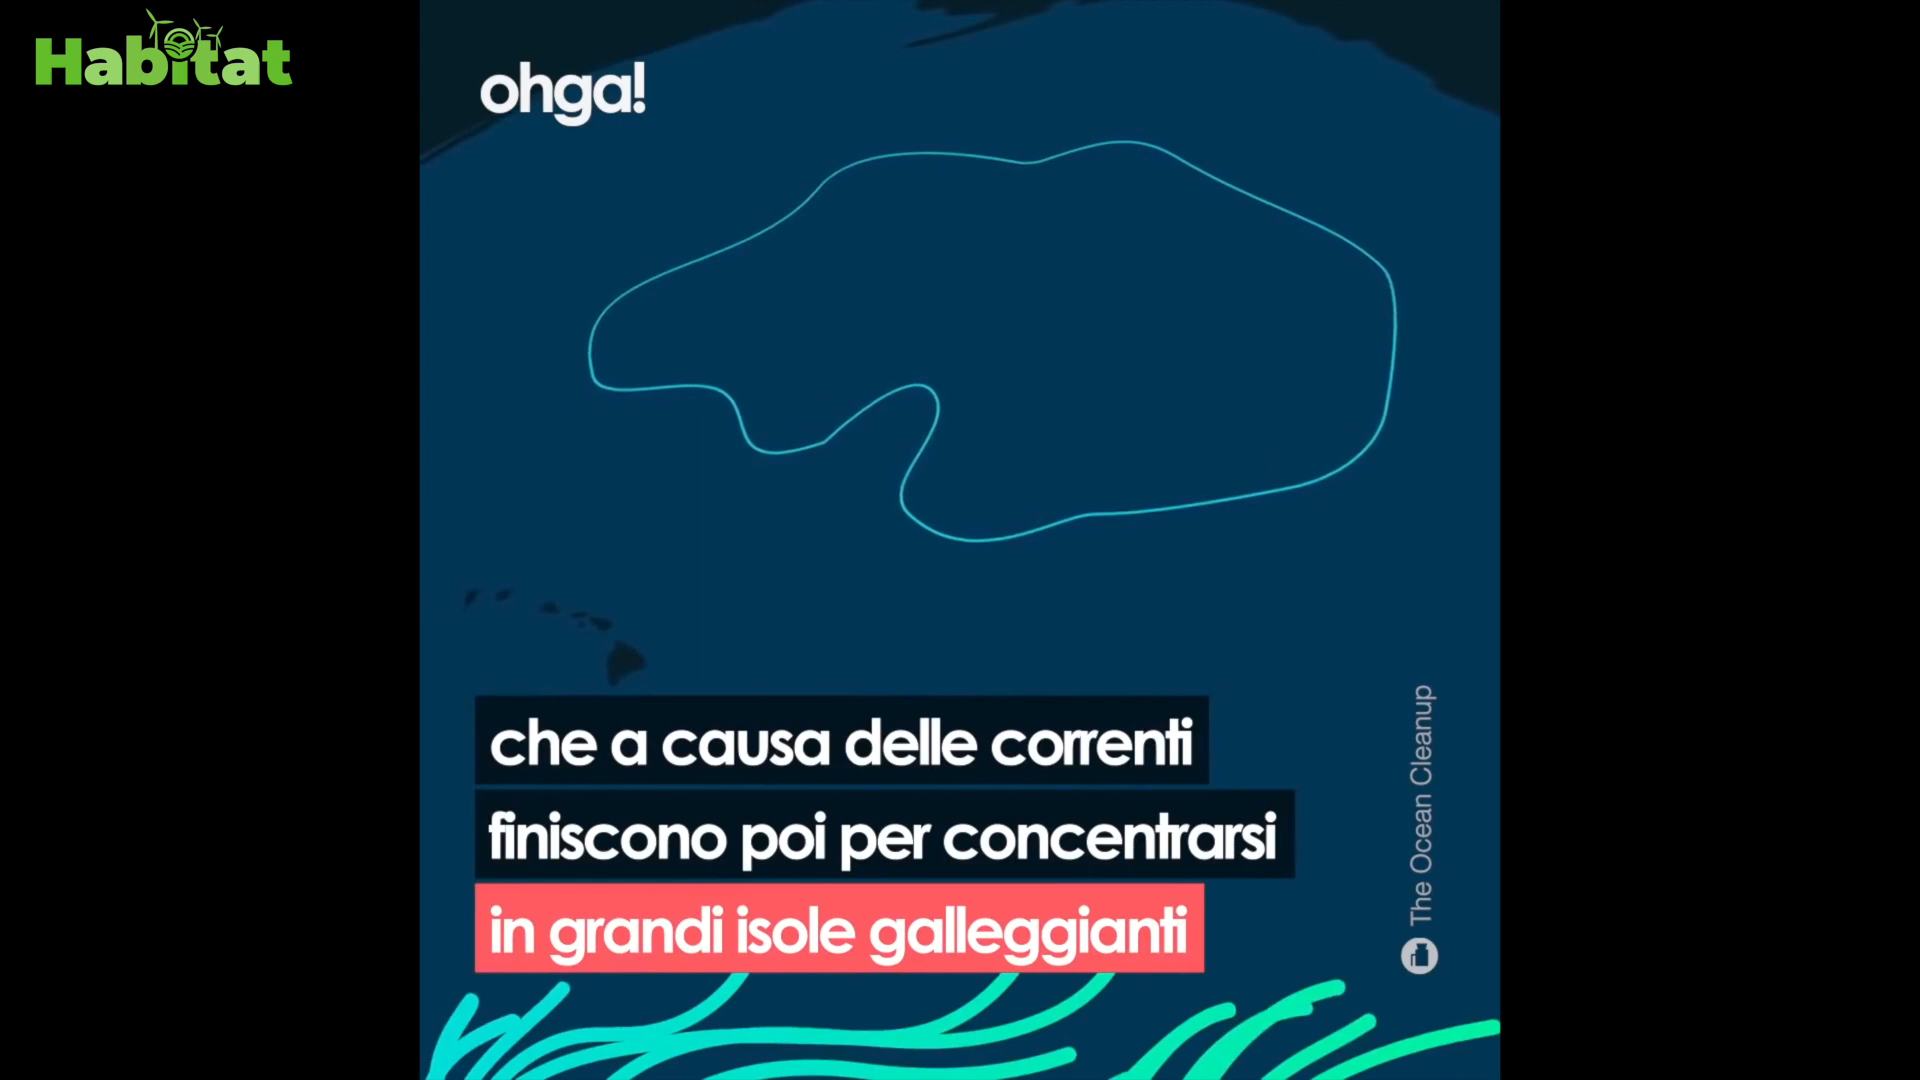 Habitat
ohga!
che a causa delle correnti
finiscono poi per concentrarsi
in grandi isole galleggianti
The Ocean Cleanup